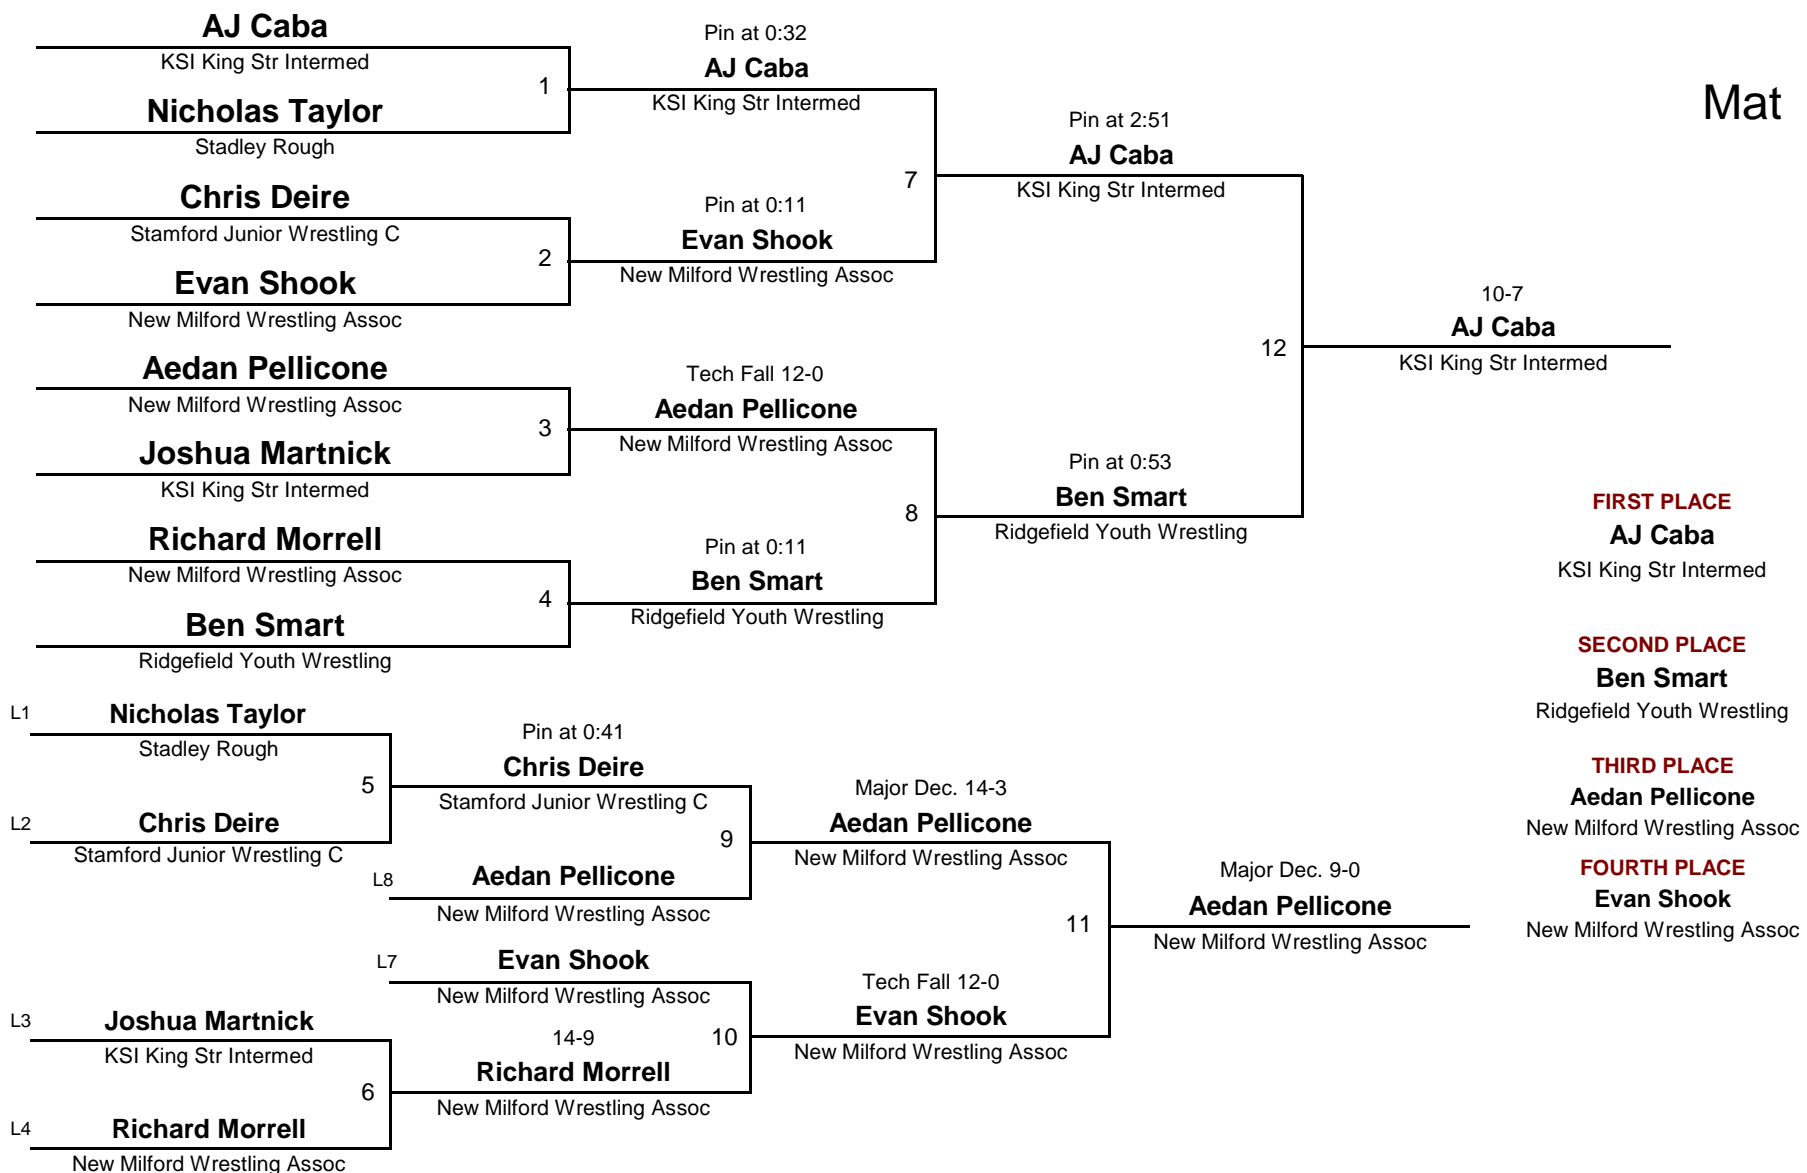 AJ Caba
KSI King Str Intermed
1
Nicholas Taylor
Stadley Rough
Chris Deire
Stamford Junior Wrestling C
2
Evan Shook
New Milford Wrestling Assoc
Aedan Pellicone
New Milford Wrestling Assoc
3
Joshua Martnick
KSI King Str Intermed
Richard Morrell
New Milford Wrestling Assoc
4
Ben Smart
Ridgefield Youth Wrestling
Pin at 0:32
AJ Caba
KSI King Str Intermed
7
Pin at 0:11
Evan Shook
New Milford Wrestling Assoc
Tech Fall 12-0
Aedan Pellicone
New Milford Wrestling Assoc
8
Pin at 0:11
Ben Smart
Ridgefield Youth Wrestling
Pin at 2:51
AJ Caba
KSI King Str Intermed
12
Pin at 0:53
Ben Smart
Ridgefield Youth Wrestling
10-7
AJ Caba
KSI King Str Intermed
Mat
FIRST PLACE
AJ Caba
KSI King Str Intermed
SECOND PLACE
Ben Smart
Ridgefield Youth Wrestling
THIRD PLACE
Aedan Pellicone
New Milford Wrestling Assoc
FOURTH PLACE
Evan Shook
New Milford Wrestling Assoc
L1
Nicholas Taylor
Stadley Rough
5
L2
Chris Deire
Stamford Junior Wrestling C
L3
Joshua Martnick
KSI King Str Intermed
6
L4
Richard Morrell
New Milford Wrestling Assoc
Pin at 0:41
Chris Deire
Stamford Junior Wrestling C
9
L8
Aedan Pellicone
New Milford Wrestling Assoc
L7
Evan Shook
New Milford Wrestling Assoc
10
14-9
Richard Morrell
New Milford Wrestling Assoc
Major Dec. 14-3
Aedan Pellicone
New Milford Wrestling Assoc
11
Tech Fall 12-0
Evan Shook
New Milford Wrestling Assoc
Major Dec. 9-0
Aedan Pellicone
New Milford Wrestling Assoc